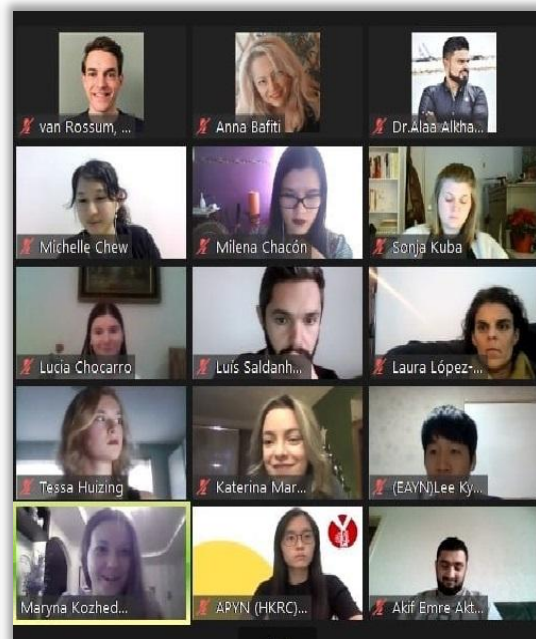 van Rossum, ...
Anna Bafiti
Dr.Alaa Alkha...
Michelle Chew
Milena Chacón
Sonja Kuba
Lucia Chocarro
Luís Saldanh...
Laura López-...
Tessa Huizing
Katerina Mar...
(EAYN)Lee Ky...
Maryna Kozhed...
APYN (HKRC)...
Akif Emre Akt...